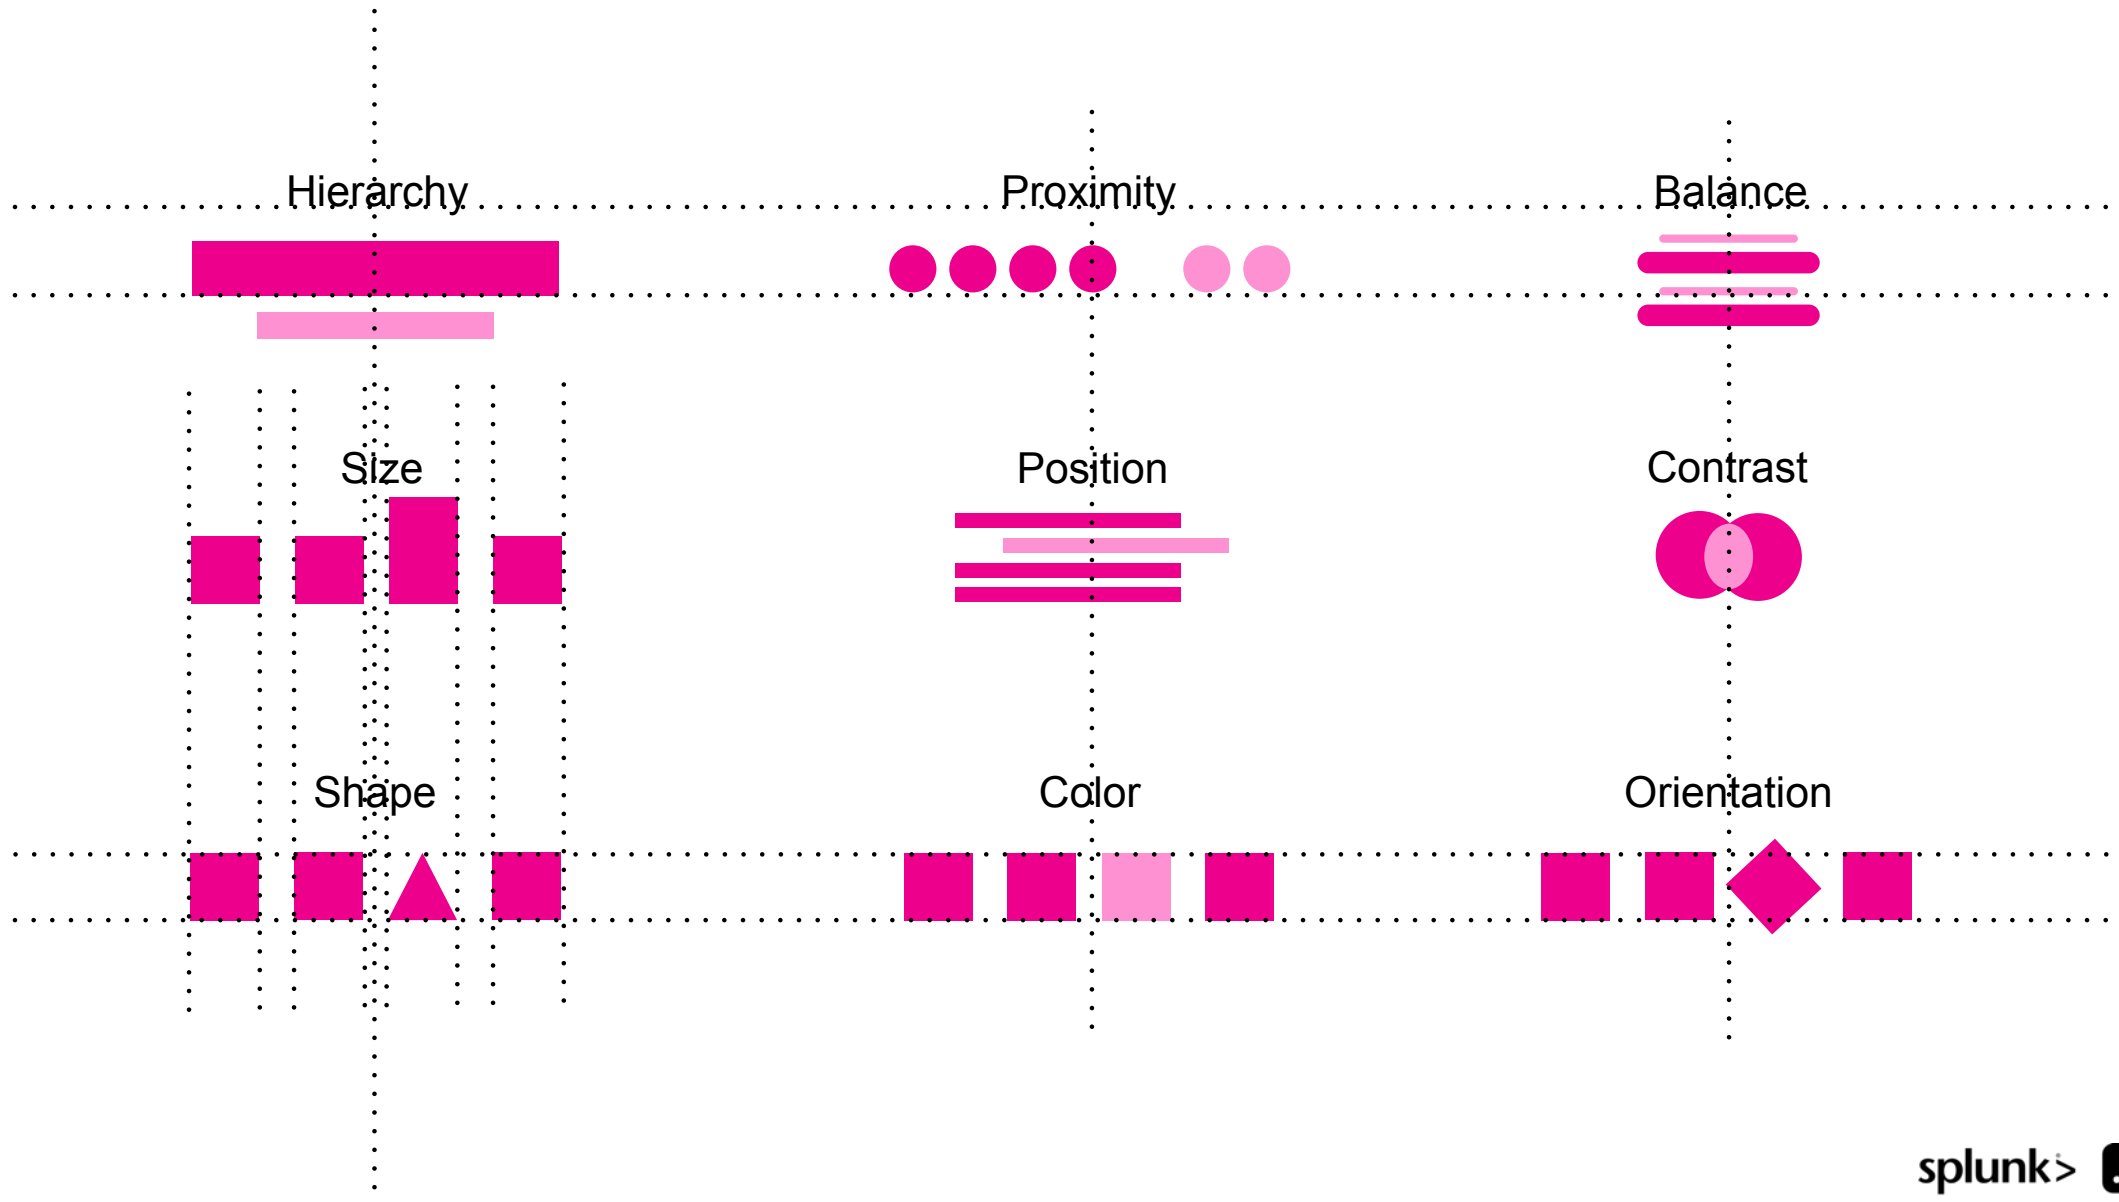 Hierarchy
Proximity
Balance
Size
Position
Contrast
Shape
Color
Orientation
splunk>